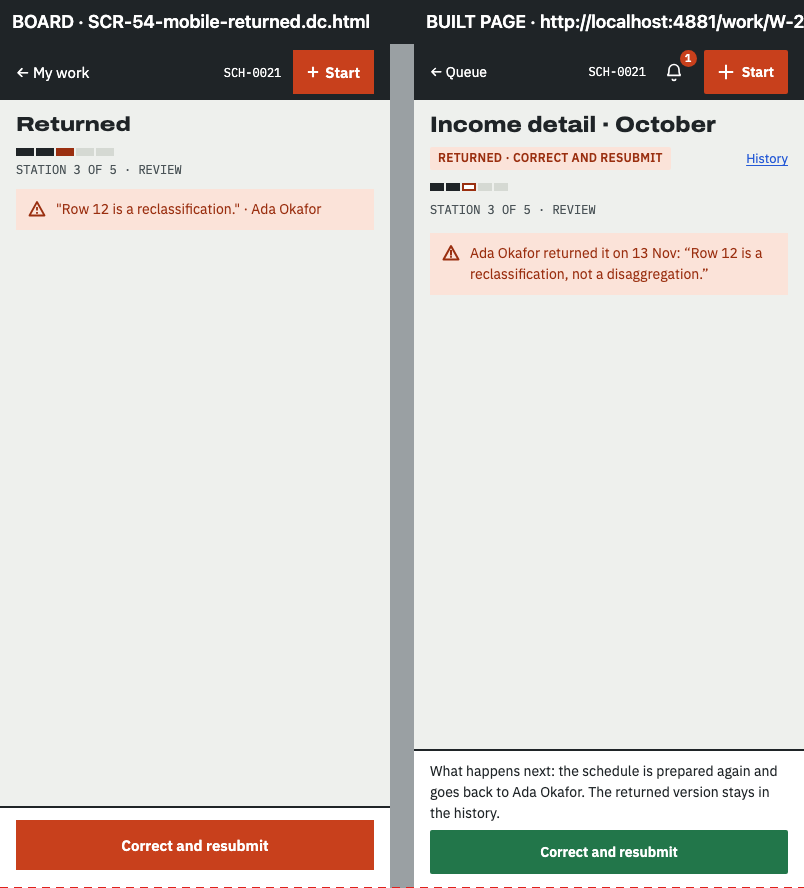 BOARD · SCR-54-mobile-returned.dc.html
← My work
SCH-0021
+ Start
Returned
STATION 3 OF 5 · REVIEW
"Row 12 is a reclassification." · Ada Okafor
Correct and resubmit
BUILT PAGE · http://localhost:4881/work/W-2
← Queue
SCH-0021
1
+ Start
Income detail · October
RETURNED · CORRECT AND RESUBMIT
History
STATION 3 OF 5 · REVIEW
Ada Okafor returned it on 13 Nov: “Row 12 is a
reclassification, not a disaggregation.”
What happens next: the schedule is prepared again and
goes back to Ada Okafor. The returned version stays in
the history.
Correct and resubmit